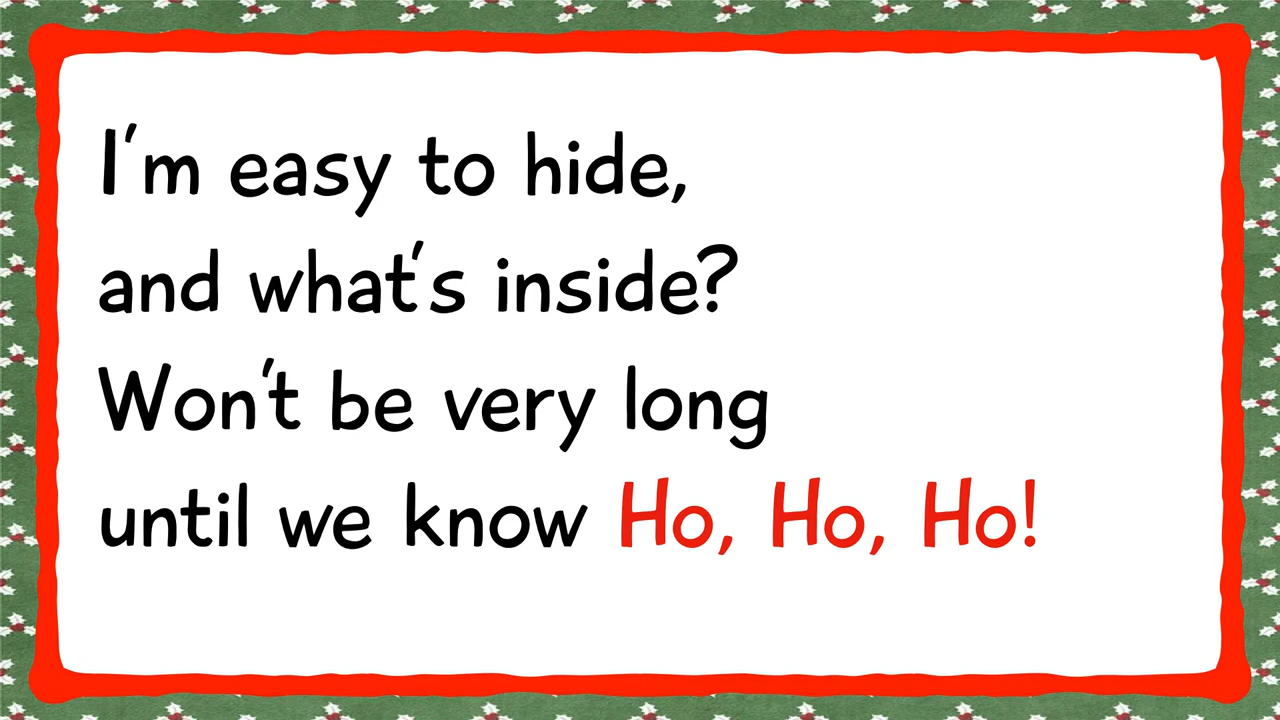 I'm easy to hide,
and what's inside?
Won't be very long
until we know Ho, Ho, Ho!